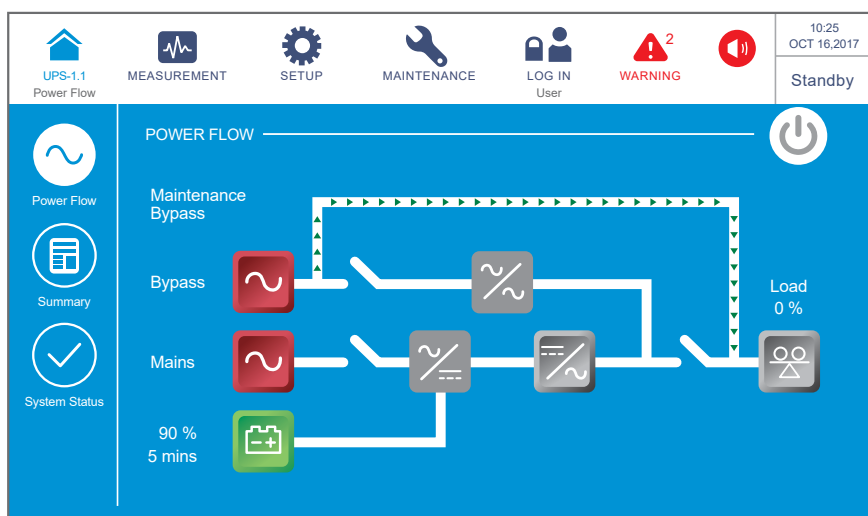 UPS-1.1
Power Flow
MEASUREMENT
SETUP
MAINTENANCE
LOG IN
User
2
WARNING
10:25
OCT 16,2017
Standby
POWER FLOW
Power Flow
Summary
System Status
Maintenance
Bypass
Bypass
Mains
90 %
5 mins
Load
0 %